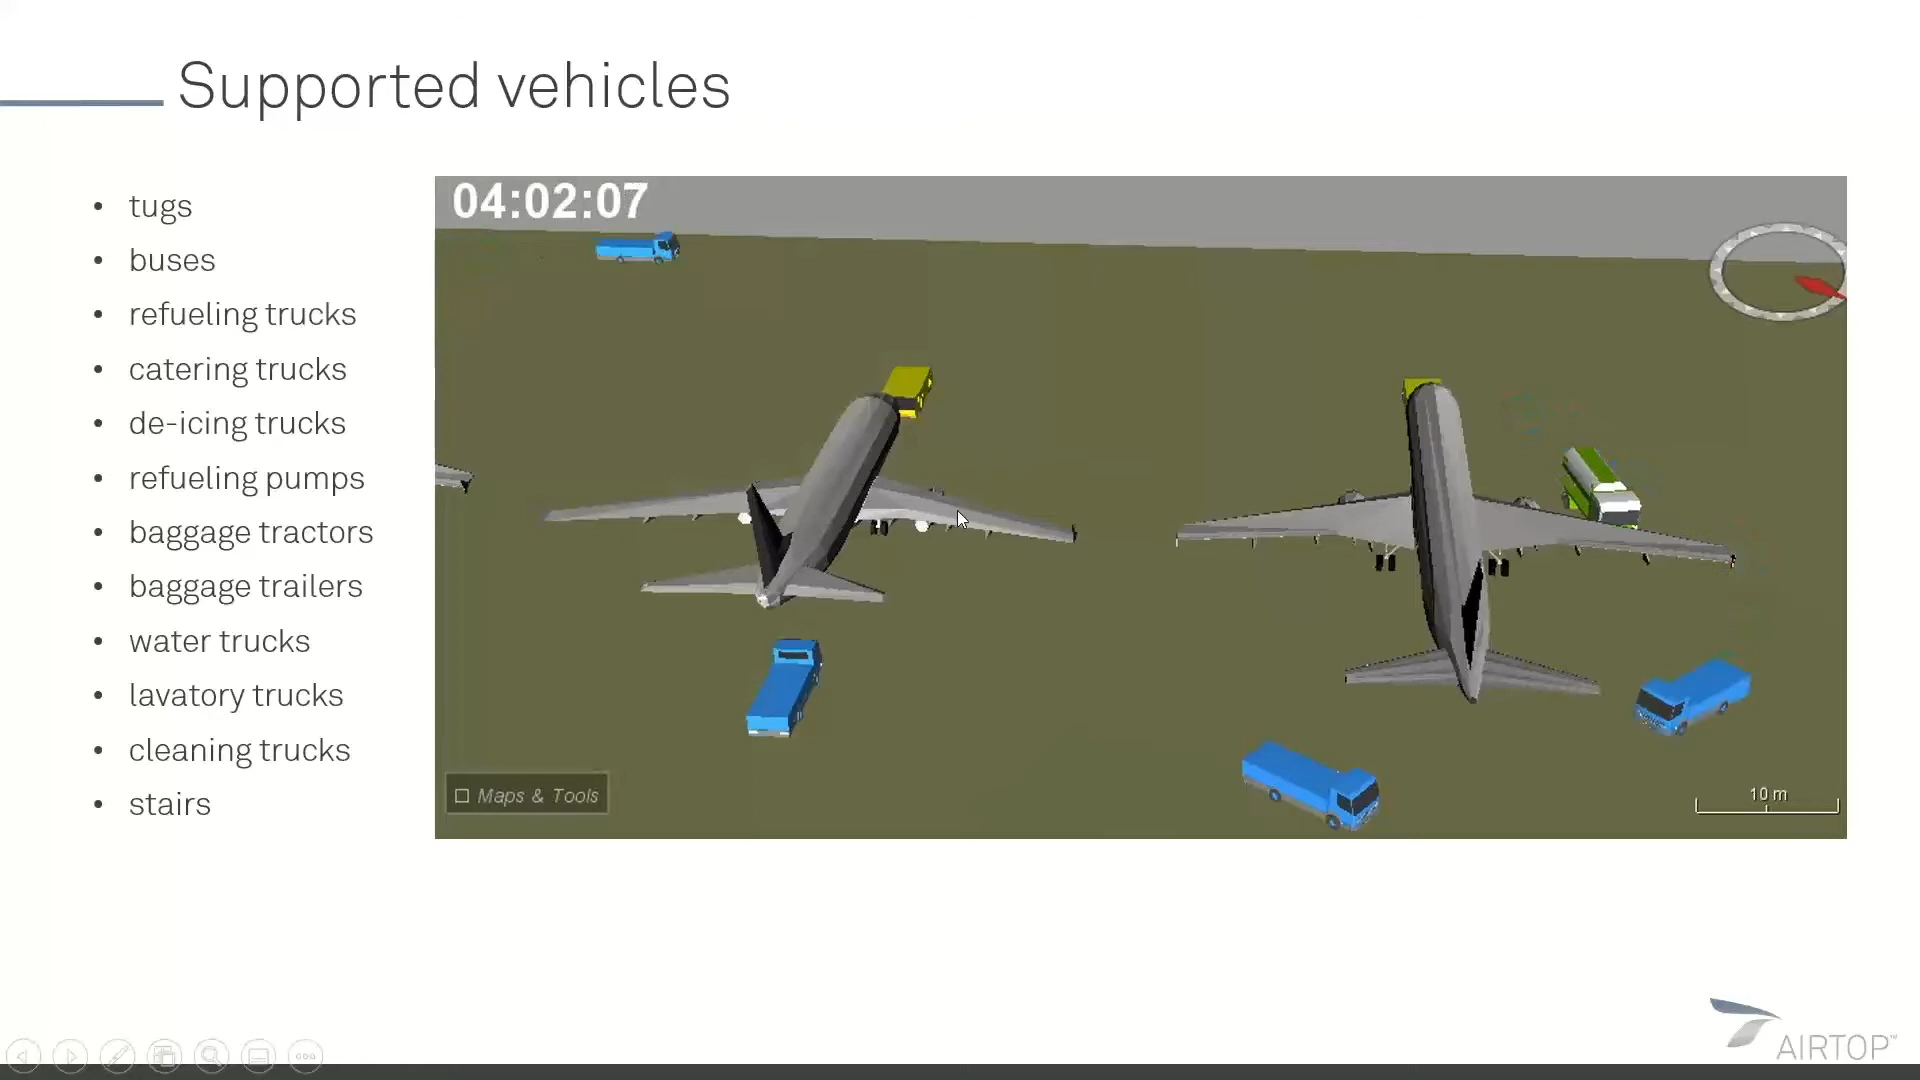 Supported vehicles
• tugs
• buses
• refueling trucks
• catering trucks
• de-icing trucks
• refueling pumps
• baggage tractors
• baggage trailers
• water trucks
• lavatory trucks
• cleaning trucks
• stairs
04:02:07
Maps & Tools
10 m
AIRTOP™